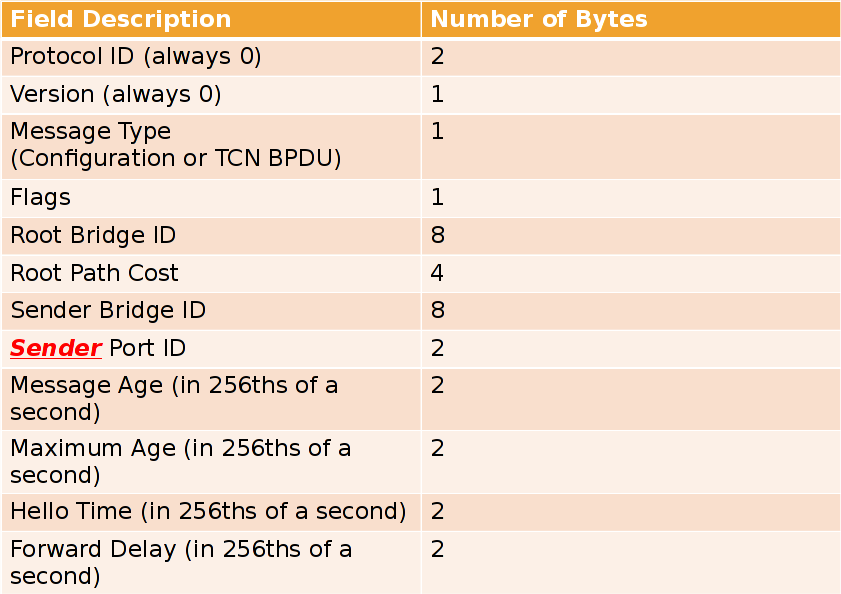 Field Description Number of Bytes
Protocol ID (always 0) 2
Version (always 0) 1
Message Type 1
(Configuration or TCN BPDU)
Flags 1
Root Bridge ID 8
Root Path Cost 4
Sender Bridge ID 8
Sender Port ID 2
Message Age (in 256ths of a 2
second)
Maximum Age (in 256ths of a 2
second)
Hello Time (in 256ths of a second) 2
Forward Delay (in 256ths of a 2
second)